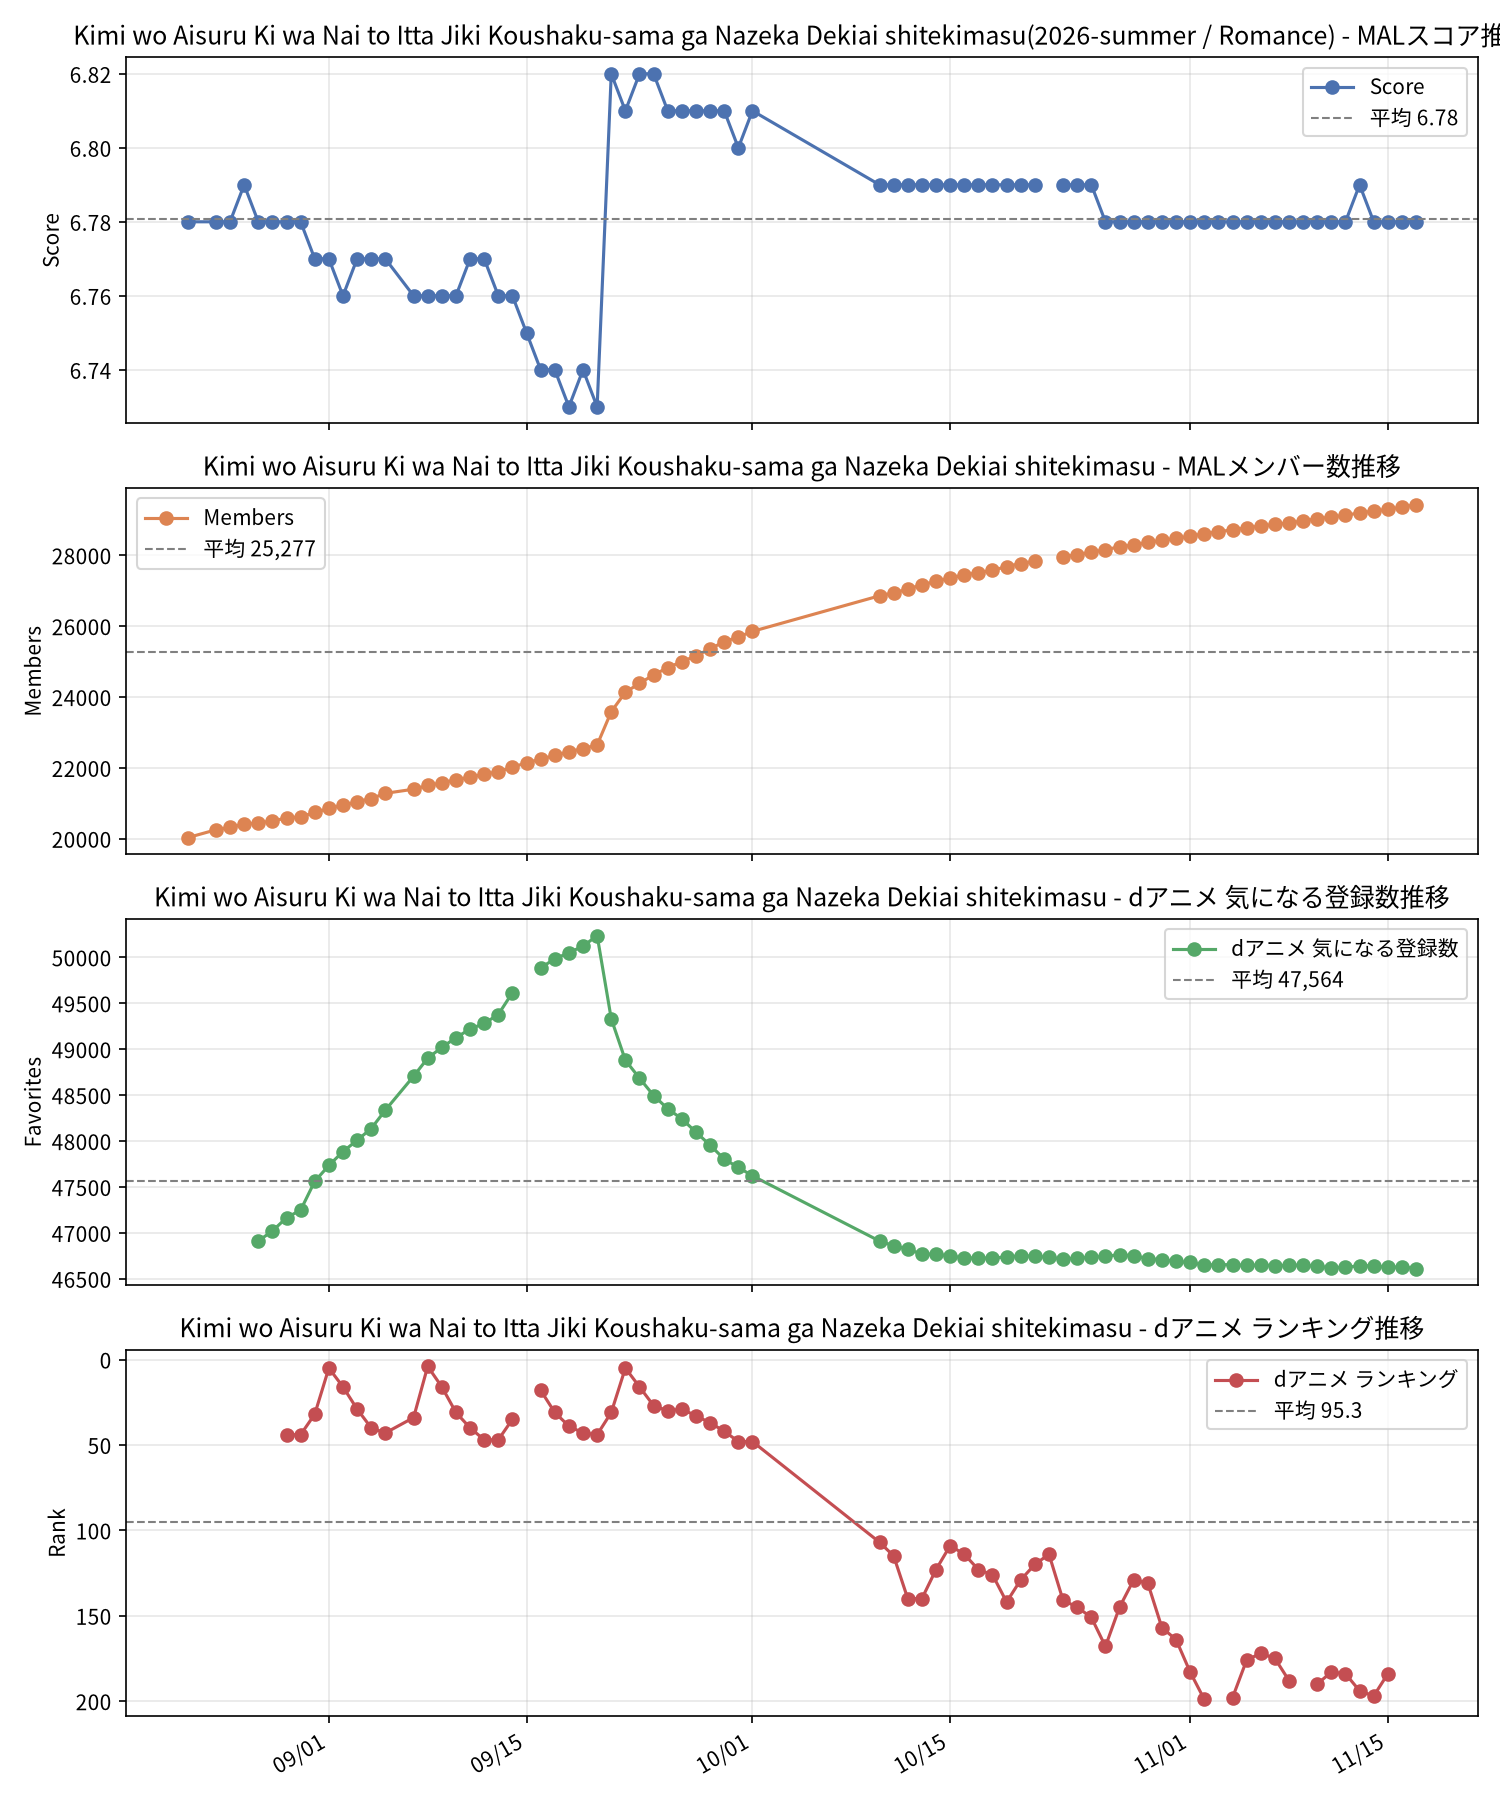 Kimi wo Aisuru Ki wa Nai to Itta Jiki Koushaku-sama ga Nazeka Dekiai shitekimasu(2026-summer / Romance) - MALスコア推
6.82
6.80
6.78
6.76
6.74
Score
Score
平均 6.78
Kimi wo Aisuru Ki wa Nai to Itta Jiki Koushaku-sama ga Nazeka Dekiai shitekimasu - MALメンバー数推移
28000
26000
24000
22000
20000
Members
Members
平均 25,277
Kimi wo Aisuru Ki wa Nai to Itta Jiki Koushaku-sama ga Nazeka Dekiai shitekimasu - dアニメ 気になる登録数推移
50000
49500
49000
48500
48000
47500
47000
46500
Favorites
dアニメ 気になる登録数
平均 47,564
Kimi wo Aisuru Ki wa Nai to Itta Jiki Koushaku-sama ga Nazeka Dekiai shitekimasu - dアニメ ランキング推移
0
50
100
150
200
Rank
dアニメ ランキング
平均 95.3
09/01
09/15
10/01
10/15
11/01
11/15